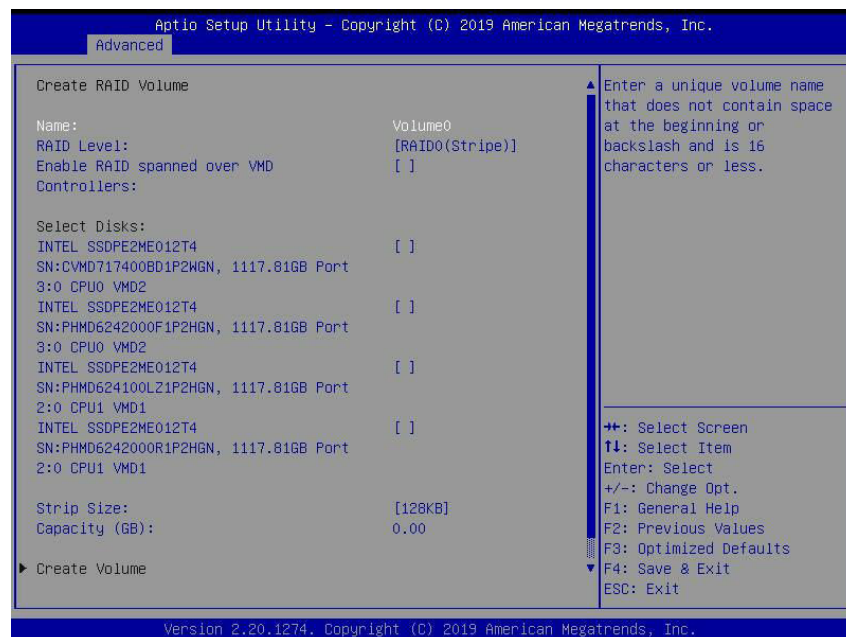 Aptio Setup Utility – Copyright (C) 2019 American Megatrends, Inc.
Advanced
Create RAID Volume
Name: Volume0
RAID Level: [RAID0(Stripe)]
Enable RAID spanned over VMD [ ]
Controllers:
Select Disks:
INTEL SSDPE2ME012T4 [ ]
SN:CVMD717400BD1P2WGN, 1117.81GB Port
3:0 CPU0 VMD2
INTEL SSDPE2ME012T4 [ ]
SN:PHMD6242000F1P2HGN, 1117.81GB Port
3:0 CPU0 VMD2
INTEL SSDPE2ME012T4 [ ]
SN:PHMD624100LZ1P2HGN, 1117.81GB Port
2:0 CPU1 VMD1
INTEL SSDPE2ME012T4 [ ]
SN:PHMD6242000R1P2HGN, 1117.81GB Port
2:0 CPU1 VMD1
Strip Size: [128KB]
Capacity (GB): 0.00
Create Volume
Enter a unique volume name
that does not contain space
at the beginning or
backslash and is 16
characters or less.
→←: Select Screen
↑↓: Select Item
Enter: Select
+/-: Change Opt.
F1: General Help
F2: Previous Values
F3: Optimized Defaults
F4: Save & Exit
ESC: Exit
Version 2.20.1274. Copyright (C) 2019 American Megatrends, Inc.